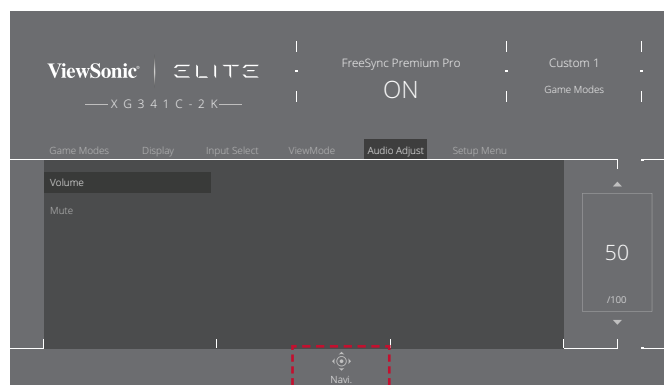 ViewSonic® ELITE
XG341C-2K
FreeSync Premium Pro
ON
Custom 1
Game Modes
Game Modes Display Input Select ViewMode Audio Adjust Setup Menu
Volume
Mute
50
/100
Navi.